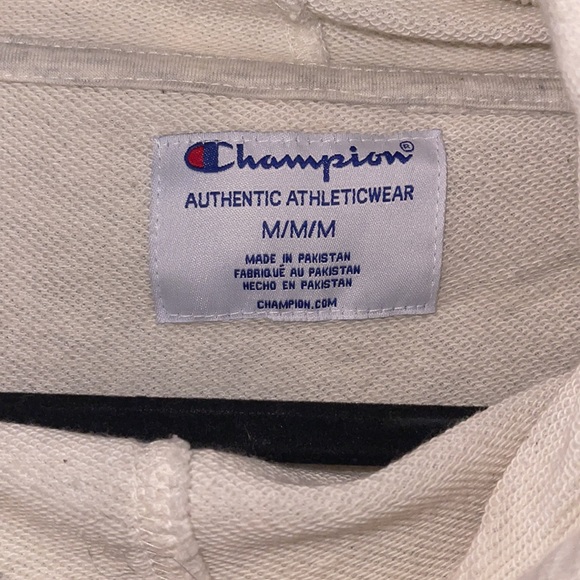 Champion®
AUTHENTIC ATHLETICWEAR
M/M/M
MADE IN PAKISTAN
FABRIQUÉ AU PAKISTAN
HECHO EN PAKISTAN
CHAMPION.COM